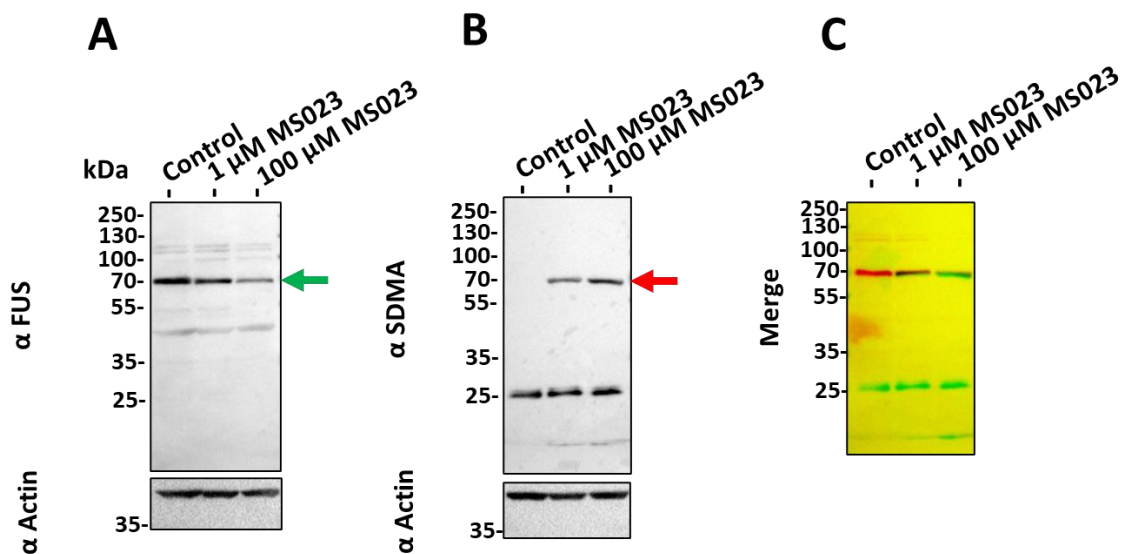 A
Control
1 µM MS023
100 µM MS023
kDa
250-
130-
100-
70-
55-
35-
25-
α FUS
α Actin
35-
B
Control
1 µM MS023
100 µM MS023
250-
130-
100-
70-
55-
35-
25-
α SDMA
α Actin
35-
C
Control
1 µM MS023
100 µM MS023
250-
130-
100-
70-
55-
35-
25-
Merge